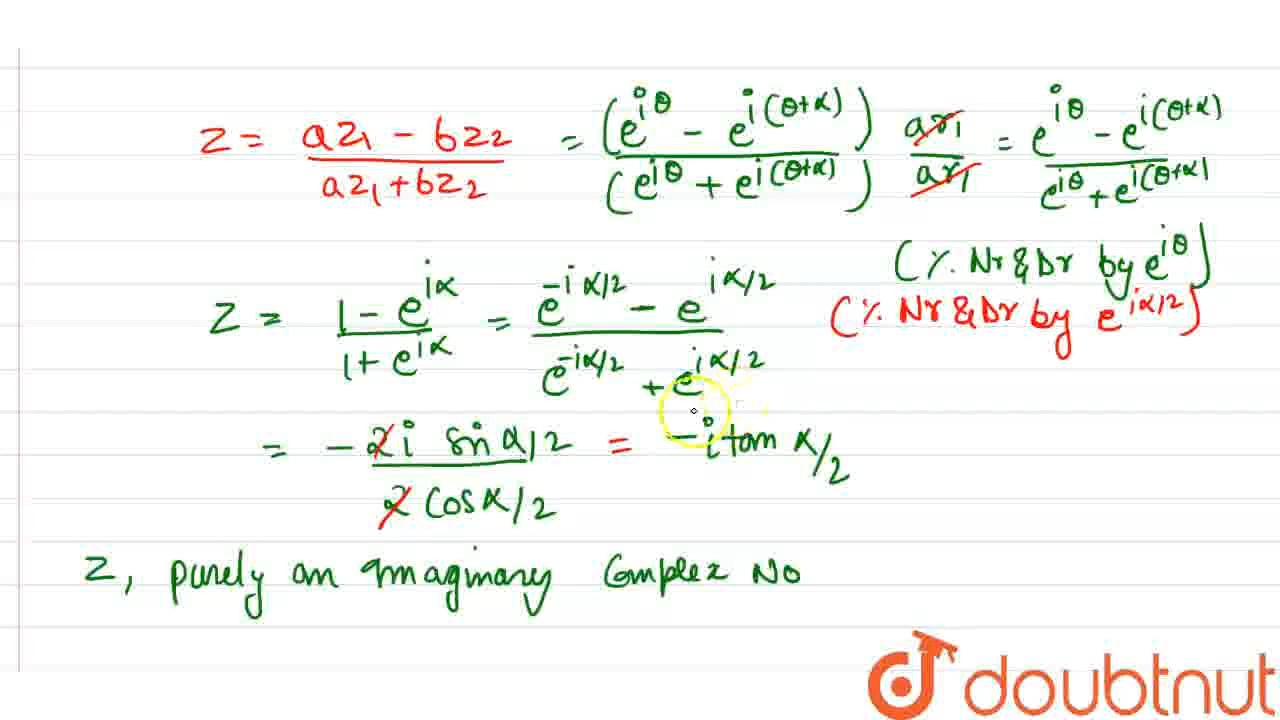 z = (az1 - bz2)/(az1 + bz2) = (e^{iθ} - e^{i(θ+α)})/(e^{iθ} + e^{i(θ+α)}) ar1/ar1 = (e^{iθ} - e^{i(θ+α)})/(e^{iθ} + e^{i(θ+α)})
(٪. Nr & Dr by e^{iθ})
z = (1 - e^{iα})/(1 + e^{iα}) = (e^{-iα/2} - e^{iα/2})/(e^{-iα/2} + e^{iα/2}) (٪. Nr & Dr by e^{iα/2})
= - 2i sin α/2 / 2 cos α/2 = - i tan α/2
z, purely an imaginary Complex No
doubtnut